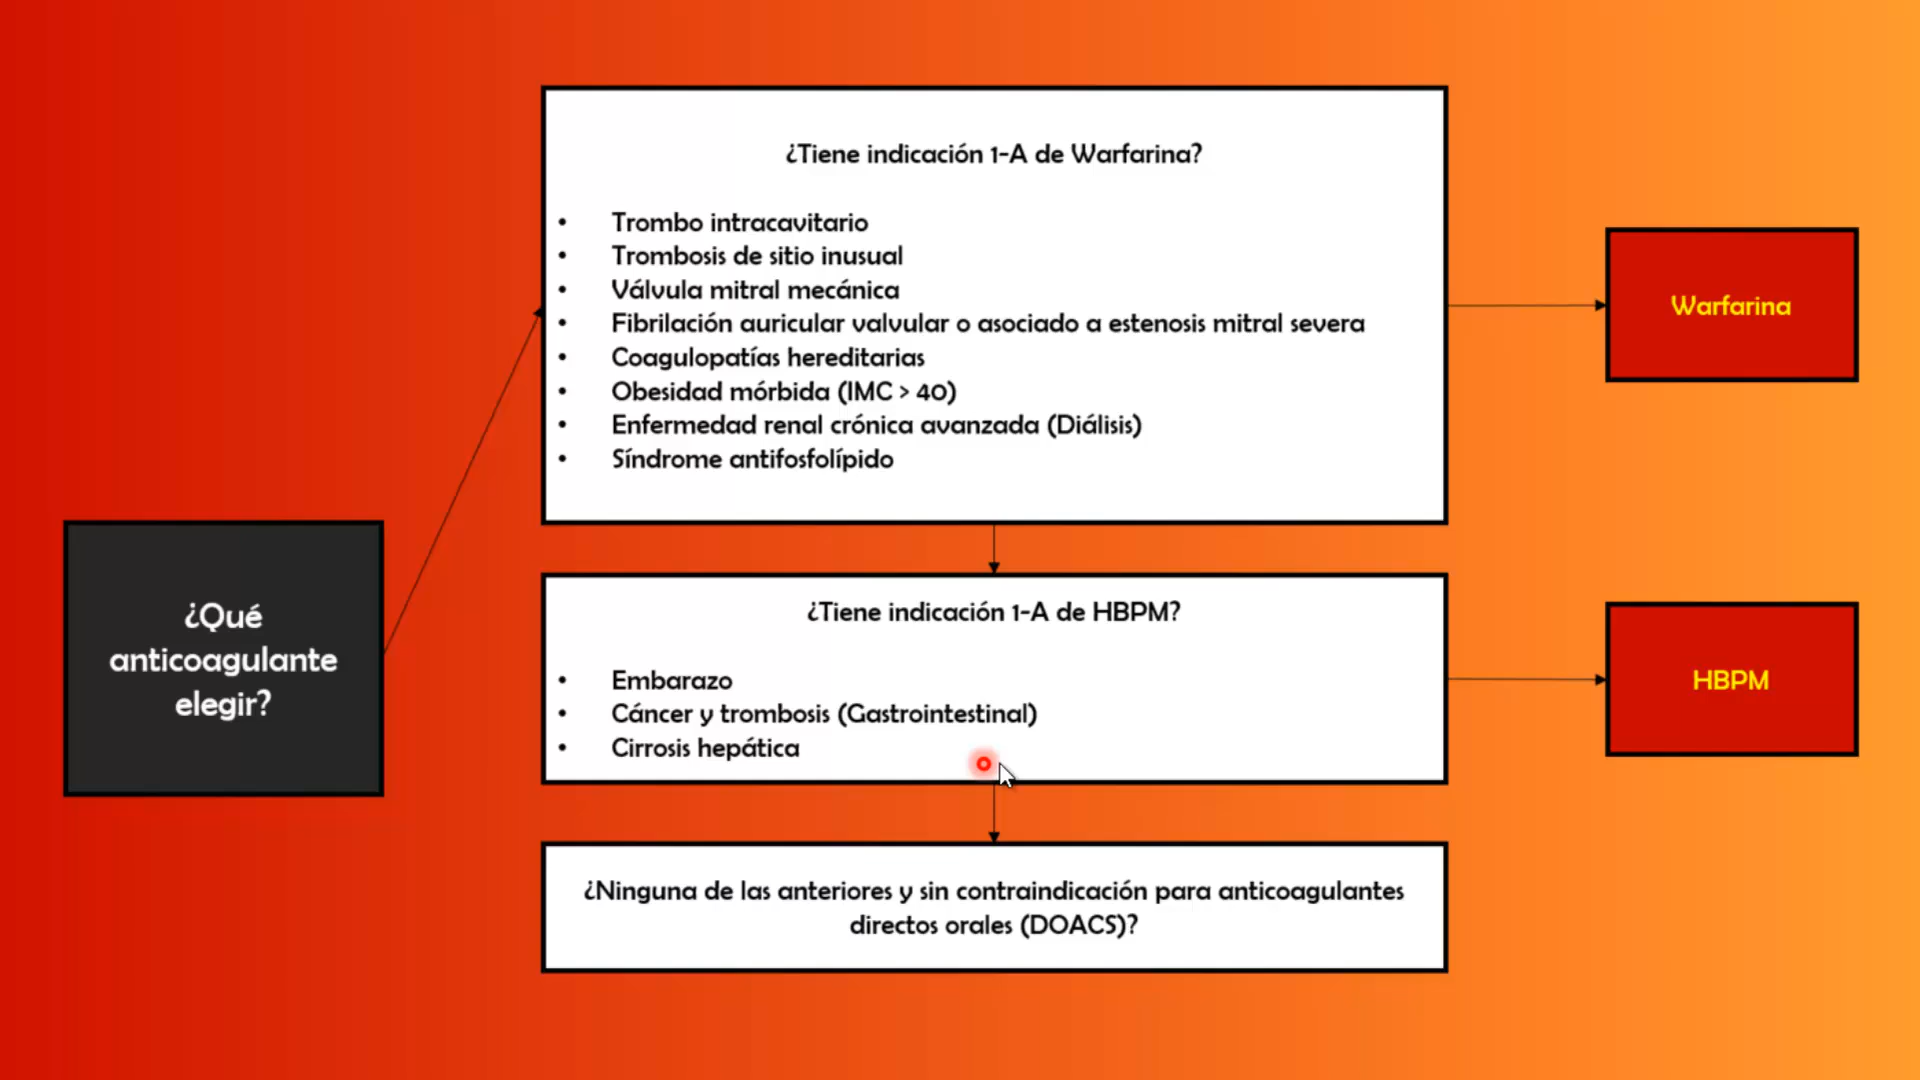 ¿Qué
anticoagulante
elegir?
¿Tiene indicación 1-A de Warfarina?
• Trombo intracavitario
• Trombosis de sitio inusual
• Válvula mitral mecánica
• Fibrilación auricular valvular o asociado a estenosis mitral severa
• Coagulopatías hereditarias
• Obesidad mórbida (IMC > 40)
• Enfermedad renal crónica avanzada (Diálisis)
• Síndrome antifosfolípido
Warfarina
¿Tiene indicación 1-A de HBPM?
• Embarazo
• Cáncer y trombosis (Gastrointestinal)
• Cirrosis hepática
HBPM
¿Ninguna de las anteriores y sin contraindicación para anticoagulantes
directos orales (DOACS)?